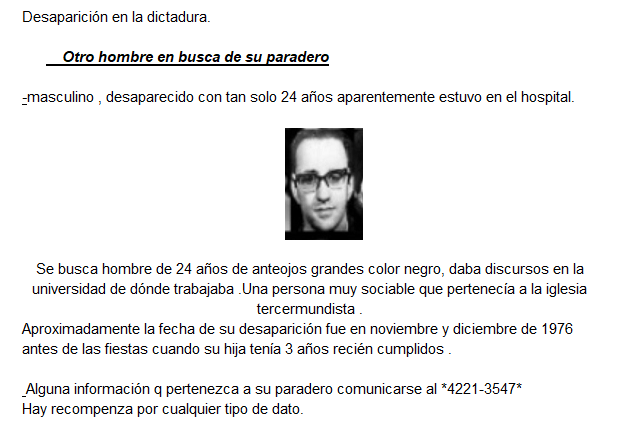 Desaparición en la dictadura.
Otro hombre en busca de su paradero
-masculino , desaparecido con tan solo 24 años aparentemente estuvo en el hospital.
Se busca hombre de 24 años de anteojos grandes color negro, daba discursos en la
universidad de dónde trabajaba .Una persona muy sociable que pertenecía a la iglesia
tercermundista .
Aproximadamente la fecha de su desaparición fue en noviembre y diciembre de 1976
antes de las fiestas cuando su hija tenía 3 años recién cumplidos .
Alguna información q pertenezca a su paradero comunicarse al *4221-3547*
Hay recompenza por cualquier tipo de dato.